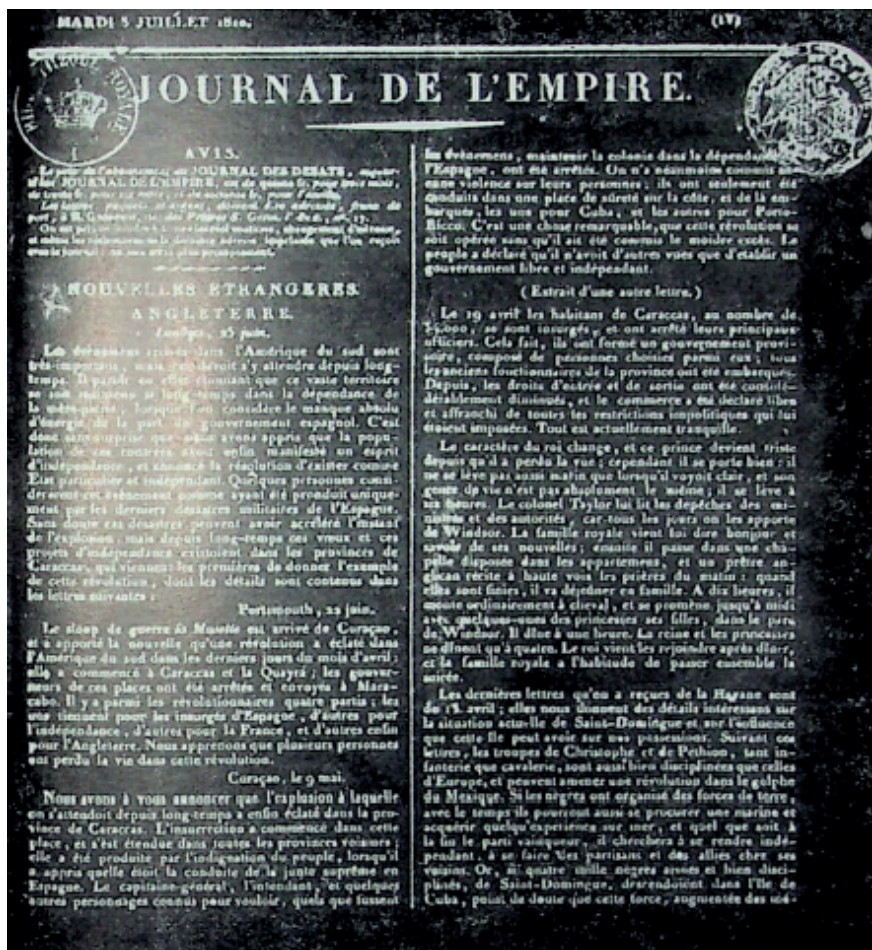 MARDI 3 JUILLET 1810.
(IV)
JOURNAL DE L'EMPIRE.
AVIS.
JOURNAL DES DEBATS,
JOURNAL DE L'EMPIRE,
NOUVELLES ETRANGERES.
ANGLETERRE.
Londres, 25 juin.
Les événemens arrivés dans l'Amérique du sud sont
très-importans, mais on devoit s'y attendre depuis long-
temps. Il paroît en effet étonnant que ce vaste territoire
se soit long-temps dans la dépendance de
la mère-patrie, lorsque l'on considère le manque absolu
d'énergie de la part du gouvernement espagnol. C'est
donc sans surprise que nous avons appris que la popu-
lation de ces contrées avoit enfin manifesté un esprit
d'indépendance, et annoncé la résolution d'exister comme
Etat particulier et indépendant. Quelques personnes consi-
dèrent cet événement comme ayant été produit unique-
ment par les derniers désastres militaires de l'Espagne.
Sans doute ces désastres peuvent avoir accéléré l'instant
de l'explosion, mais depuis long-temps ces vœux et ces
projets d'indépendance existoient dans les provinces de
Caraccas, qui viennent les premières de donner l'exemple
de cette révolution, dont les détails sont contenus dans
les lettres suivantes :
Portsmouth, 22 juin.
Le sloop de guerre la Musette est arrivé de Curaçao,
et a apporté la nouvelle qu'une révolution a éclaté dans
l'Amérique du sud dans les derniers jours du mois d'avril;
elle a commencé à Caraccas et la Quayra; les gouver-
neurs de ces places ont été arrêtés et envoyés à Mara-
cabo. Il y a parmi les révolutionnaires quatre partis; les
uns tiennent pour les insurgés d'Espagne, d'autres pour
l'indépendance, d'autres pour la France, et d'autres enfin
pour l'Angleterre. Nous apprenons que plusieurs personnes
ont perdu la vie dans cette révolution.
Curaçao, le 9 mai.
Nous avons à vous annoncer que l'explosion à laquelle
on s'attendoit depuis long-temps a enfin éclaté dans la pro-
vince de Caraccas. L'insurrection a commencé dans cette
place, et s'est étendue dans toutes les provinces voisines;
elle a été produite par l'indignation du peuple, lorsqu'il
a appris quelle étoit la conduite de la junte suprême en
Espagne. Le capitaine-général, l'intendant, et quelques
autres personnages connus pour vouloir, quels que fussent
les événemens, maintenir la colonie dans la dépendance de
l'Espagne, ont été arrêtés. On n'a néanmoins commis au-
cune violence sur leurs personnes; ils ont seulement été
conduits dans une place de sûreté sur la côte, et de là em-
barqués, les uns pour Cuba, et les autres pour Porto-
Ricco. C'est une chose remarquable, que cette révolution se
soit opérée sans qu'il ait été commis le moindre excès. Le
peuple a déclaré qu'il n'avoit d'autres vues que d'établir un
gouvernement libre et indépendant.
(Extrait d'une autre lettre.)
Le 19 avril les habitans de Caraccas, au nombre de
se sont insurgés, et ont arrêté leurs principaux
officiers. Cela fait, ils ont formé un gouvernement provi-
soire, composé de personnes choisies parmi eux; tous
les anciens fonctionnaires de la province ont été embarqués.
Depuis, les droits d'entrée et de sortie ont été consi-
dérablement diminués, et le commerce a été déclaré libre
et affranchi de toutes les restrictions impolitiques qui lui
étoient imposées. Tout est actuellement tranquille.
Le caractère du roi change, et ce prince devient triste
depuis qu'il a perdu la vue; cependant il se porte bien : il
ne se lève pas aussi matin que lorsqu'il voyoit clair, et son
genre de vie n'est pas absolument le même; il se lève à
six heures. Le colonel Taylor lui lit les dépêches des mi-
nistres et des autorités, car tous les jours on les apporte
de Windsor. La famille royale vient lui dire bonjour et
savoir de ses nouvelles; ensuite il passe dans une cha-
pelle disposée dans les appartemens, et un prêtre an-
glican récite à haute voix les prières du matin : quand
elles sont finies, il va déjeûner en famille. A dix heures, il
monte ordinairement à cheval, et se promène jusqu'à midi
avec quelques-unes des princesses ses filles, dans le parc
de Windsor. Il dîne à une heure. La reine et les princesses
ne dînent qu'à quatre. Le roi vient les rejoindre après dîner,
et la famille royale a l'habitude de passer ensemble la
soirée.
Les dernières lettres qu'on a reçues de la Havane sont
du avril; elles nous donnent des détails intéressans sur
la situation actuelle de Saint-Domingue et sur l'influence
que cette île peut avoir sur nos possessions. Suivant ces
lettres, les troupes de Christophe et de Pethion, tant in-
fanterie que cavalerie, sont aussi bien disciplinées que celles
d'Europe, et peuvent amener une révolution dans le golphe
du Mexique. Si les nègres ont organisé des forces de terre,
avec le temps ils pourront aussi se procurer une marine et
acquérir quelqu'expérience sur mer, et quel que soit à
la fin le parti vainqueur, il cherchera à se rendre indé-
pendant, à se faire des partisans et des alliés chez ses
voisins. Or, si quatre mille nègres armés et bien disci-
plinés, de Saint-Domingue, descendoient dans l'île de
Cuba, point de doute que cette force, augmentée des